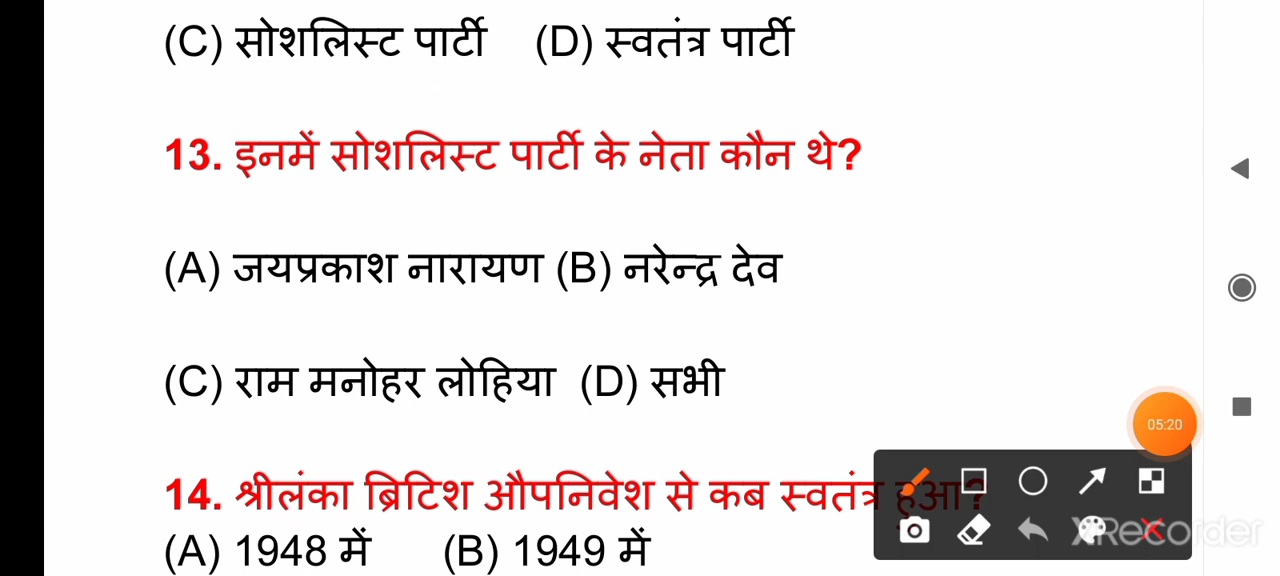 (C) सोशलिस्ट पार्टी (D) स्वतंत्र पार्टी
13. इनमें सोशलिस्ट पार्टी के नेता कौन थे?
(A) जयप्रकाश नारायण (B) नरेन्द्र देव
(C) राम मनोहर लोहिया (D) सभी
05:20
14. श्रीलंका ब्रिटिश औपनिवेश से कब स्वतंत्र हुआ?
XRecorder
(A) 1948 में (B) 1949 में